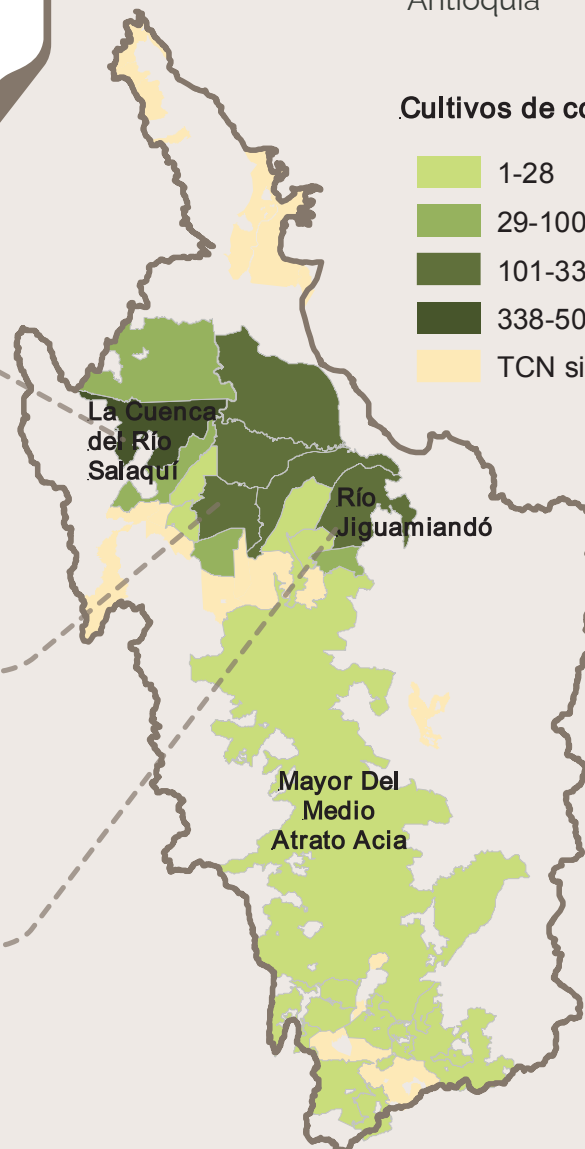 Antioquia
Cultivos de co
1-28
29-100
101-33
338-50
TCN si
La Cuenca
del Río
Salaquí
Río
Jiguamiandó
Mayor Del
Medio
Atrato Acia